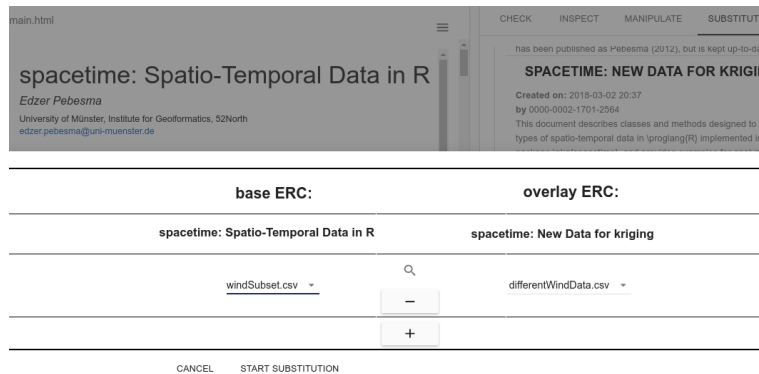 main.html
CHECK INSPECT MANIPULATE SUBSTITUT
has been published as Pebesma (2012), but is kept up-to-da
spacetime: Spatio-Temporal Data in R
Edzer Pebesma
University of Münster, Institute for Geoinformatics, 52North
edzer.pebesma@uni-muenster.de
SPACETIME: NEW DATA FOR KRIGI
Created on: 2018-03-02 20:37
by 0000-0002-1701-2564
This document describes classes and methods designed to
types of spatio-temporal data in \proglang{R} implemented i
base ERC: overlay ERC:
spacetime: Spatio-Temporal Data in R spacetime: New Data for kriging
windSubset.csv differentWindData.csv
−
+
CANCEL START SUBSTITUTION